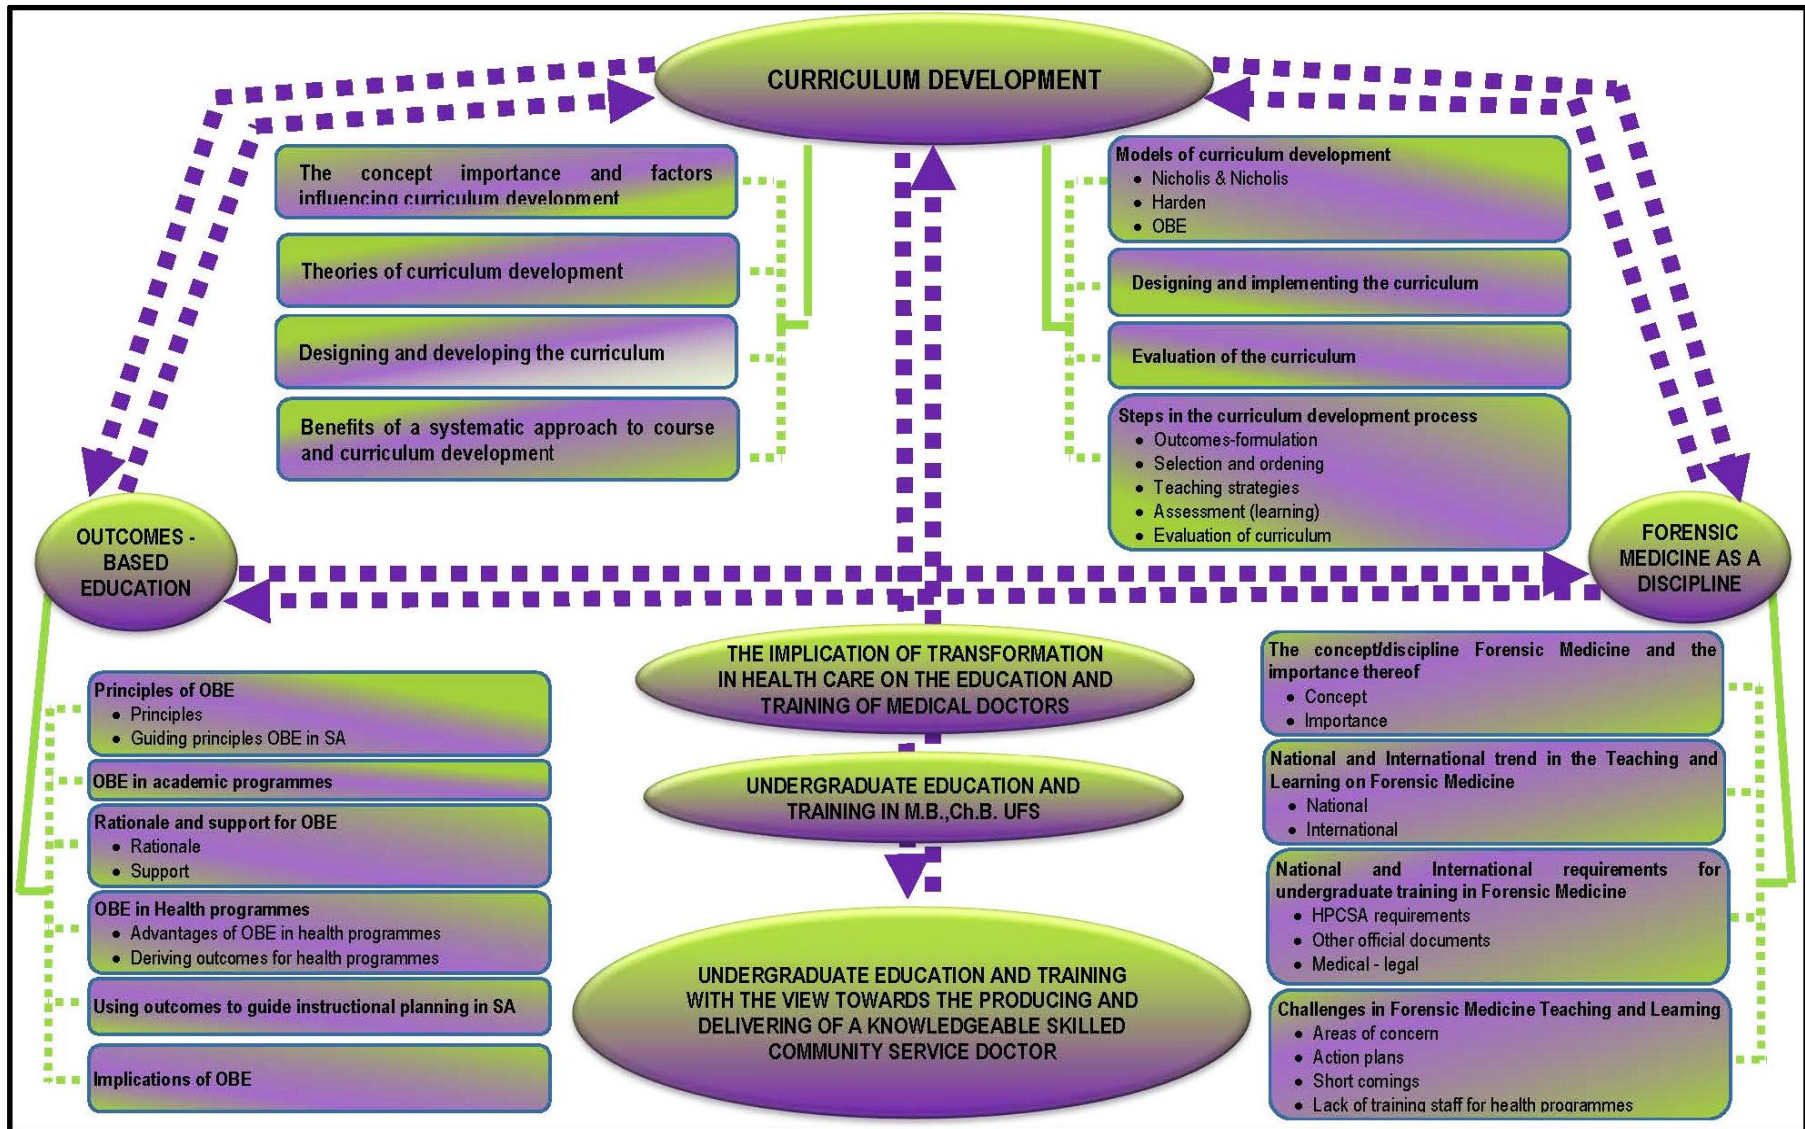 CURRICULUM DEVELOPMENT
The concept importance and factors
influencing curriculum development
Theories of curriculum development
Designing and developing the curriculum
Benefits of a systematic approach to course
and curriculum development
Models of curriculum development
• Nicholis & Nicholis
• Harden
• OBE
Designing and implementing the curriculum
Evaluation of the curriculum
Steps in the curriculum development process
• Outcomes-formulation
• Selection and ordening
• Teaching strategies
• Assessment (learning)
• Evaluation of curriculum
OUTCOMES -
BASED
EDUCATION
FORENSIC
MEDICINE AS A
DISCIPLINE
Principles of OBE
• Principles
• Guiding principles OBE in SA
OBE in academic programmes
Rationale and support for OBE
• Rationale
• Support
OBE in Health programmes
• Advantages of OBE in health programmes
• Deriving outcomes for health programmes
Using outcomes to guide instructional planning in SA
Implications of OBE
THE IMPLICATION OF TRANSFORMATION
IN HEALTH CARE ON THE EDUCATION AND
TRAINING OF MEDICAL DOCTORS
UNDERGRADUATE EDUCATION AND
TRAINING IN M.B.,Ch.B. UFS
UNDERGRADUATE EDUCATION AND TRAINING
WITH THE VIEW TOWARDS THE PRODUCING AND
DELIVERING OF A KNOWLEDGEABLE SKILLED
COMMUNITY SERVICE DOCTOR
The concept/discipline Forensic Medicine and the
importance thereof
• Concept
• Importance
National and International trend in the Teaching and
Learning on Forensic Medicine
• National
• International
National and International requirements for
undergraduate training in Forensic Medicine
• HPCSA requirements
• Other official documents
• Medical - legal
Challenges in Forensic Medicine Teaching and Learning
• Areas of concern
• Action plans
• Short comings
• Lack of training staff for health programmes